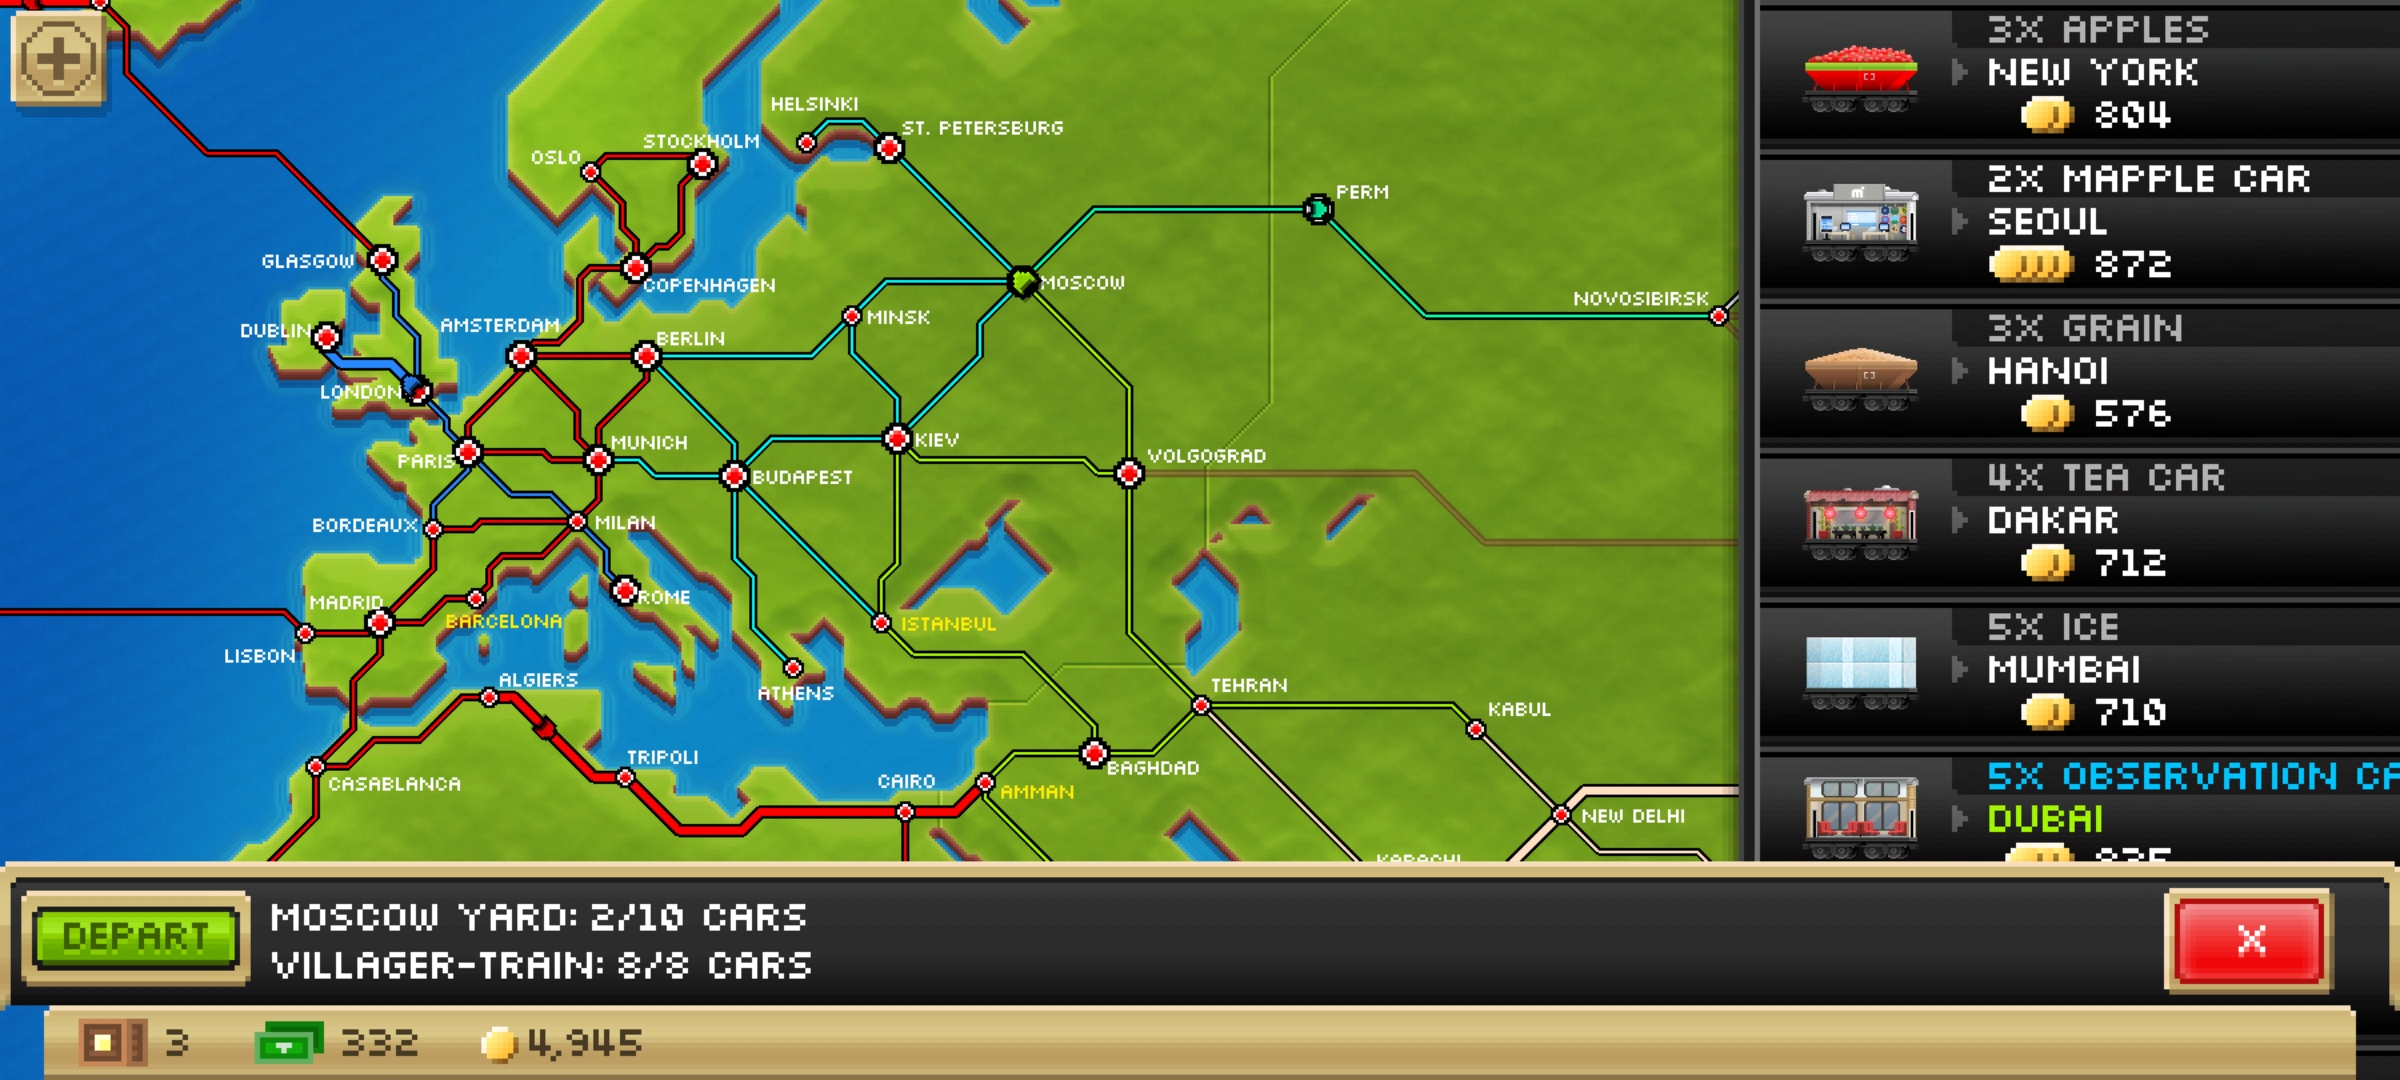 HELSINKI
ST. PETERSBURG
STOCKHOLM
OSLO
PERM
GLASGOW
COPENHAGEN
MOSCOW
NOVOSIBIRSK
DUBLIN
AMSTERDAM
BERLIN
MINSK
LONDON
PARIS
MUNICH
KIEV
BUDAPEST
VOLGOGRAD
BORDEAUX
MILAN
MADRID
ROME
BARCELONA
ISTANBUL
LISBON
ALGIERS
ATHENS
TEHRAN
KABUL
TRIPOLI
CASABLANCA
CAIRO
BAGHDAD
AMMAN
NEW DELHI
KARACHI
3X APPLES
NEW YORK
804
2X MAPPLE CAR
SEOUL
872
3X GRAIN
HANOI
576
4X TEA CAR
DAKAR
712
5X ICE
MUMBAI
710
5X OBSERVATION CA
DUBAI
DEPART
MOSCOW YARD: 2/10 CARS
VILLAGER-TRAIN: 8/8 CARS
X
3
332
4,945